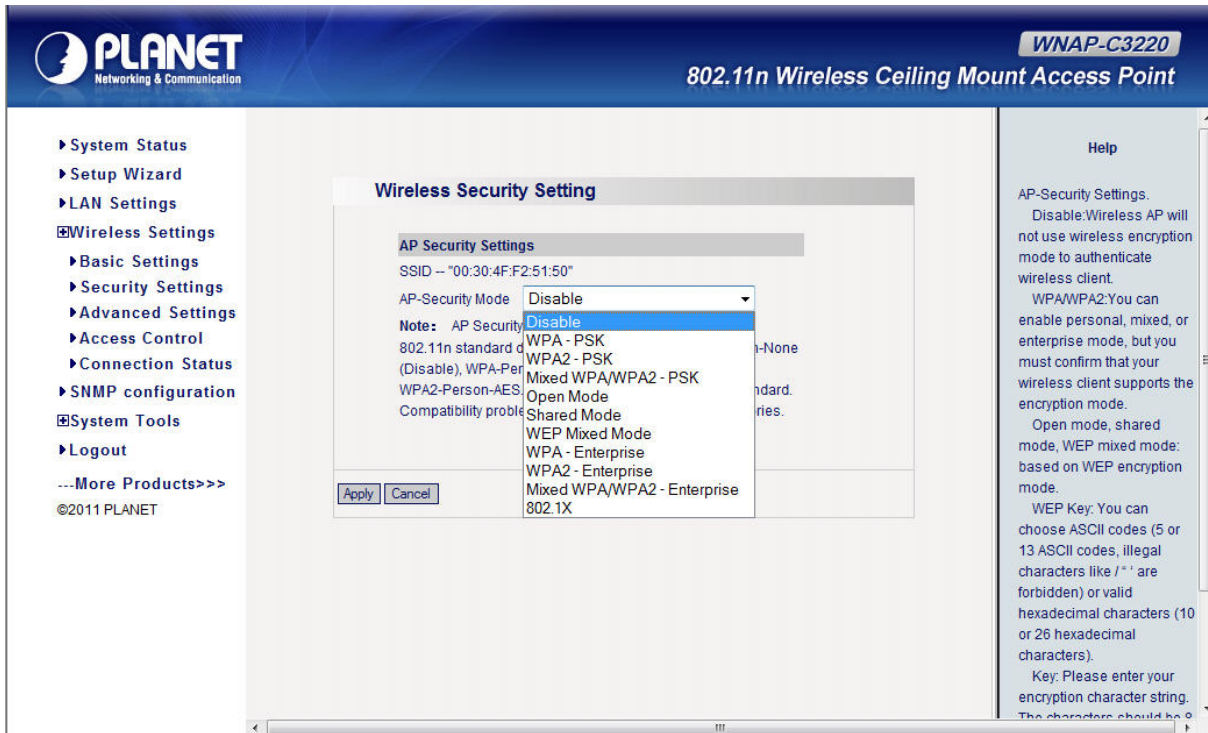 PLANET
Networking & Communication
WNAP-C3220
802.11n Wireless Ceiling Mount Access Point
System Status
Setup Wizard
LAN Settings
Wireless Settings
Basic Settings
Security Settings
Advanced Settings
Access Control
Connection Status
SNMP configuration
System Tools
Logout
---More Products>>>
©2011 PLANET
Wireless Security Setting
AP Security Settings
SSID -- "00:30:4F:F2:51:50"
AP-Security Mode Disable
Note: AP Security
802.11n standard d
n-None
(Disable), WPA-Per
WPA2-Person-AES.
ndard.
Compatibility proble
ries.
Disable
WPA - PSK
WPA2 - PSK
Mixed WPA/WPA2 - PSK
Open Mode
Shared Mode
WEP Mixed Mode
WPA - Enterprise
WPA2 - Enterprise
Mixed WPA/WPA2 - Enterprise
802.1X
Apply Cancel
Help
AP-Security Settings.
Disable:Wireless AP will
not use wireless encryption
mode to authenticate
wireless client.
WPA/WPA2:You can
enable personal, mixed, or
enterprise mode, but you
must confirm that your
wireless client supports the
encryption mode.
Open mode, shared
mode, WEP mixed mode:
based on WEP encryption
mode.
WEP Key: You can
choose ASCII codes (5 or
13 ASCII codes, illegal
characters like / “ ‘ are
forbidden) or valid
hexadecimal characters (10
or 26 hexadecimal
characters).
Key: Please enter your
encryption character string.
The characters should be 8